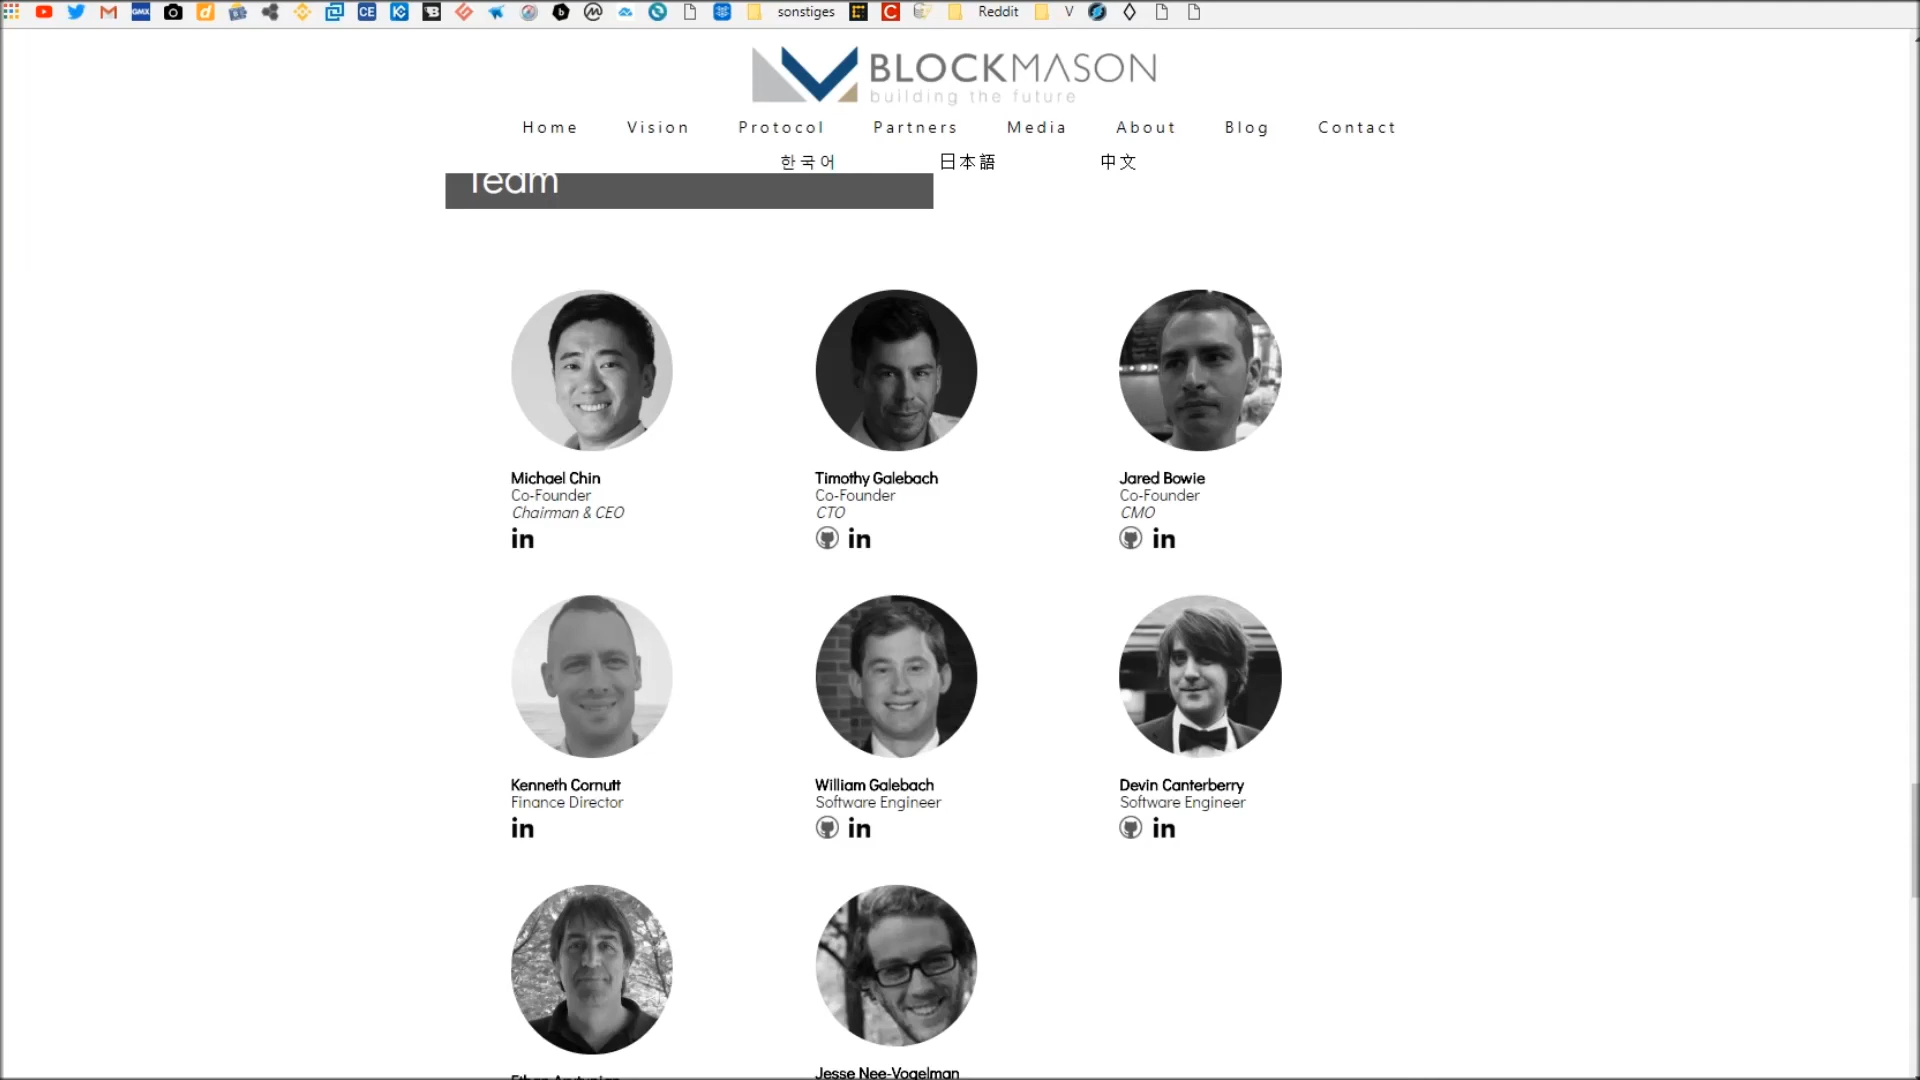 sonstiges
Reddit
V
BLOCKMASON
building the future
Home Vision Protocol Partners Media About Blog Contact
한국어 日本語 中文
Team
Michael Chin
Co-Founder
Chairman & CEO
in
Timothy Galebach
Co-Founder
CTO
in
Jared Bowie
Co-Founder
CMO
in
Kenneth Cornutt
Finance Director
in
William Galebach
Software Engineer
in
Devin Canterberry
Software Engineer
in
Jesse Nee-Vogelman